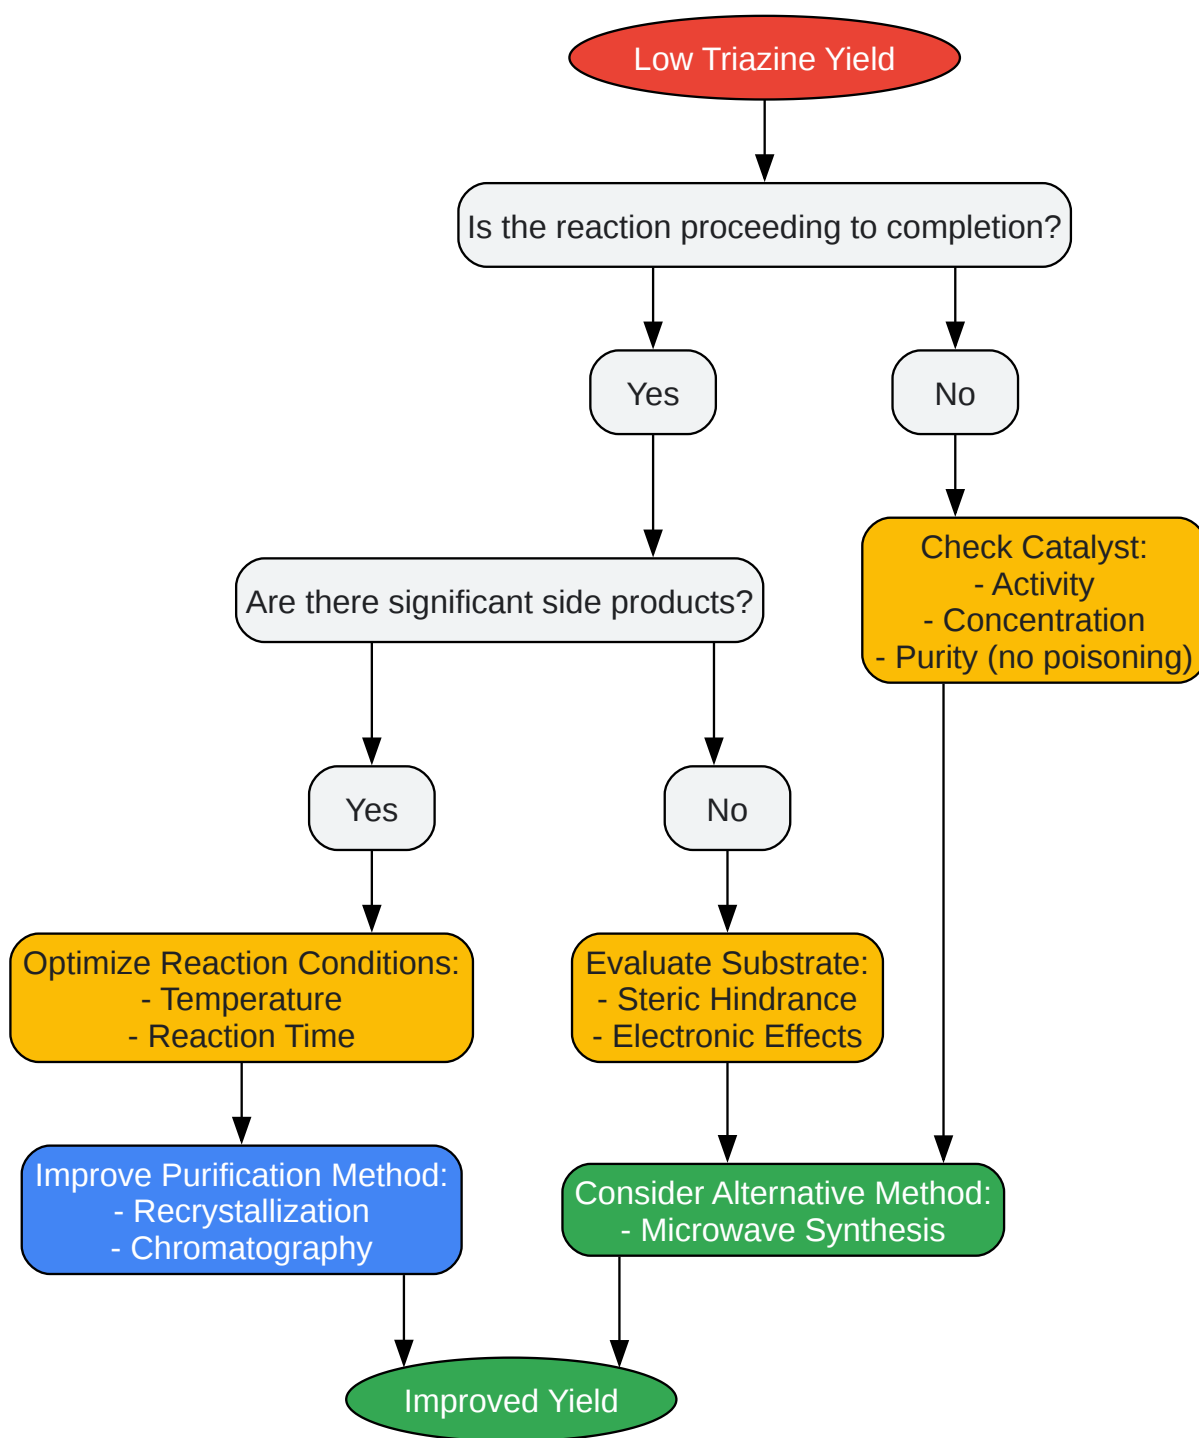 Low Triazine Yield
Is the reaction proceeding to completion?
Yes
No
Check Catalyst:
- Activity
- Concentration
- Purity (no poisoning)
Are there significant side products?
Yes
No
Optimize Reaction Conditions:
- Temperature
- Reaction Time
Evaluate Substrate:
- Steric Hindrance
- Electronic Effects
Improve Purification Method:
- Recrystallization
- Chromatography
Consider Alternative Method:
- Microwave Synthesis
Improved Yield